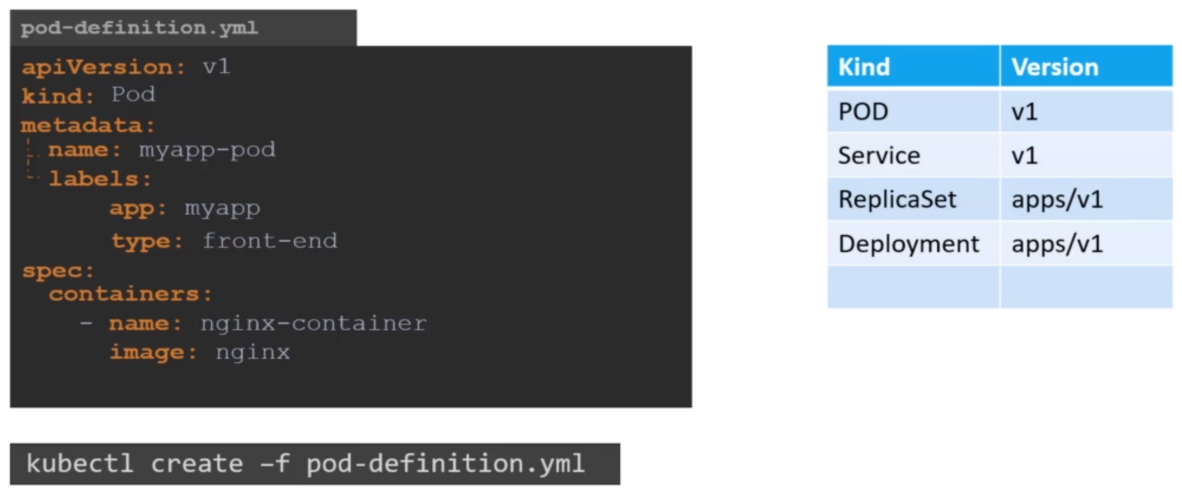 pod-definition.yml
apiVersion: v1
kind: Pod
metadata:
  name: myapp-pod
  labels:
      app: myapp
      type: front-end
spec:
  containers:
    - name: nginx-container
      image: nginx
kubectl create –f pod-definition.yml
Kind Version
POD v1
Service v1
ReplicaSet apps/v1
Deployment apps/v1